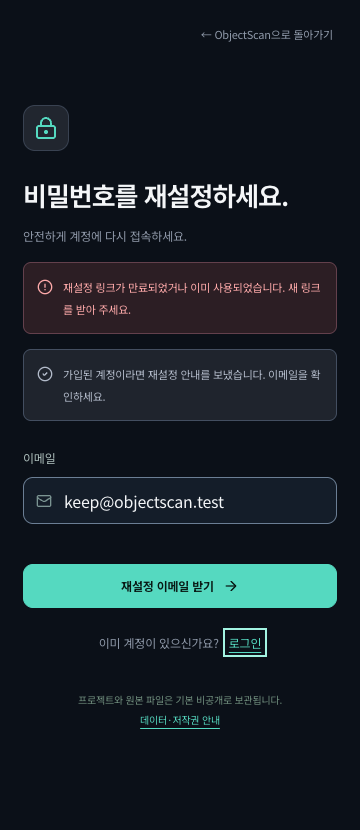 ← ObjectScan으로 돌아가기
비밀번호를 재설정하세요.
안전하게 계정에 다시 접속하세요.
재설정 링크가 만료되었거나 이미 사용되었습니다. 새 링크
를 받아 주세요.
가입된 계정이라면 재설정 안내를 보냈습니다. 이메일을 확
인하세요.
이메일
keep@objectscan.test
재설정 이메일 받기 →
이미 계정이 있으신가요? 로그인
프로젝트와 원본 파일은 기본 비공개로 보관됩니다.
데이터·저작권 안내